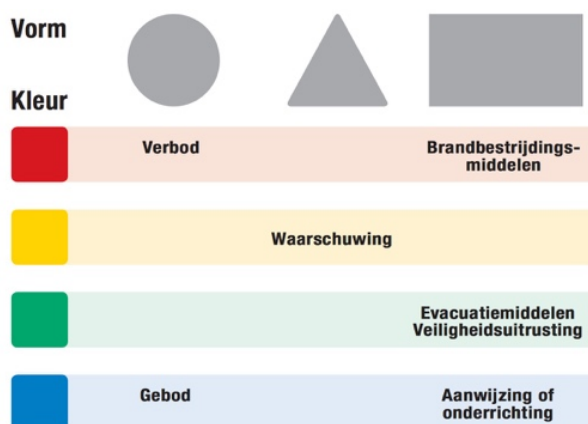 Vorm
Kleur
Verbod
Brandbestrijdings-
middelen
Waarschuwing
Evacuatiemiddelen
Veiligheidsuitrusting
Gebod
Aanwijzing of
onderrichting